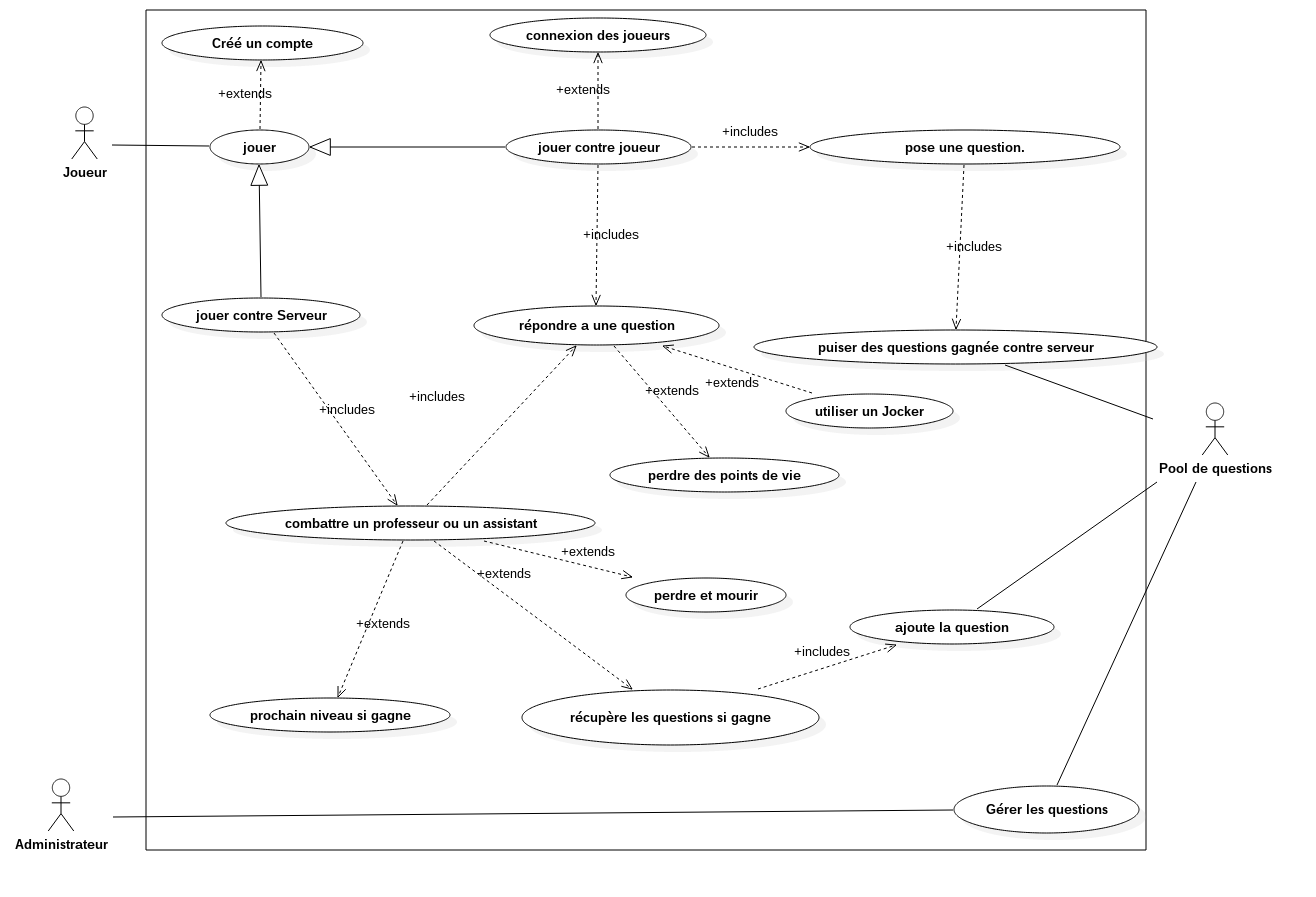 Créé un compte
connexion des joueurs
+extends
+extends
+includes
jouer
jouer contre joueur
pose une question.
Joueur
+includes
+includes
jouer contre Serveur
répondre a une question
puiser des questions gagnée contre serveur
+extends
+extends
+includes
+includes
utiliser un Jocker
Pool de questions
perdre des points de vie
combattre un professeur ou un assistant
+extends
+extends
perdre et mourir
+extends
ajoute la question
+includes
prochain niveau si gagne
récupère les questions si gagne
Gérer les questions
Administrateur